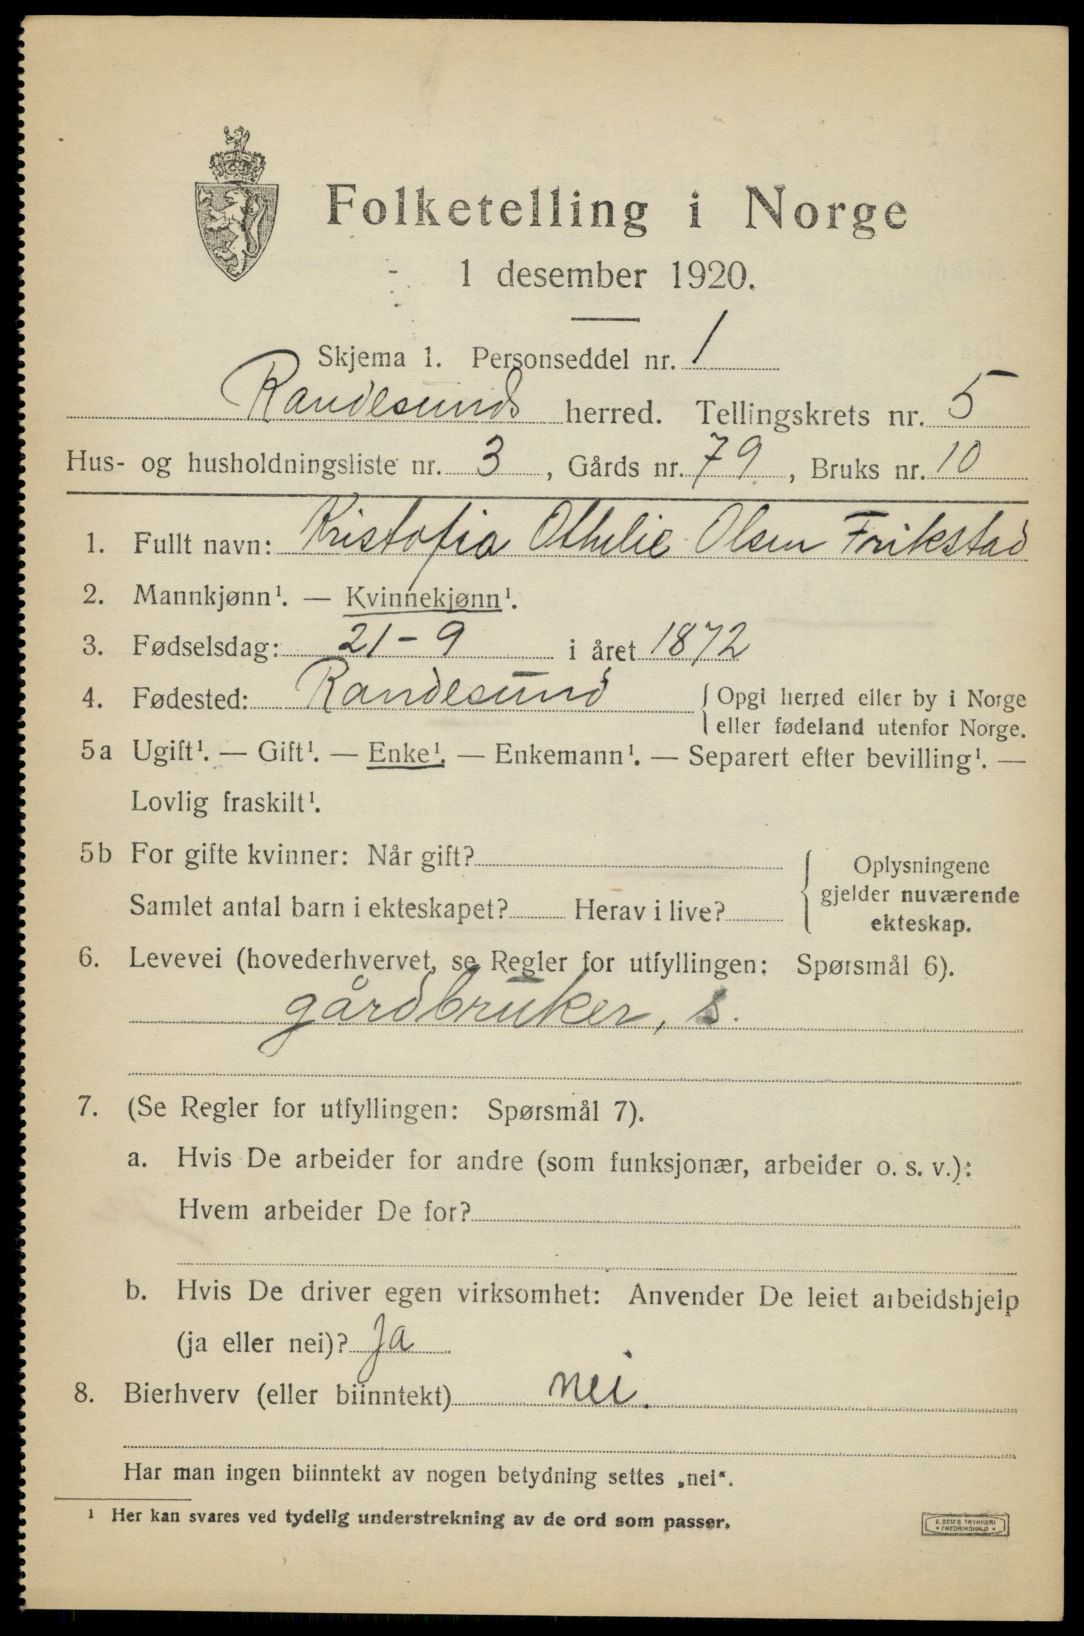 Folketelling i Norge
1 desember 1920.
Skjema 1. Personseddel nr. 1
Randesunds herred. Tellingskrets nr. 5
Hus- og husholdningsliste nr. 3, Gårds nr. 79, Bruks nr. 10
1. Fullt navn: Kristofia Othelie Olsen Frikstad
2. Mannkjønn¹. — Kvinnekjønn¹.
3. Fødselsdag: 21-9 i året 1872
4. Fødested: Randesund { Opgi herred eller by i Norge
eller fødeland utenfor Norge.
5a Ugift¹. — Gift¹. — Enke¹. — Enkemann¹. — Separert efter bevilling¹. —
Lovlig fraskilt¹.
5b For gifte kvinner: Når gift?
Samlet antal barn i ekteskapet? Herav i live?
Oplysningene
gjelder nuværende
ekteskap.
6. Levevei (hovederhvervet, se Regler for utfyllingen: Spørsmål 6).
gårdbruker, s.
7. (Se Regler for utfyllingen: Spørsmål 7).
a. Hvis De arbeider for andre (som funksjonær, arbeider o. s. v.):
Hvem arbeider De for?
b. Hvis De driver egen virksomhet: Anvender De leiet arbeidshjelp
(ja eller nei)? Ja
8. Bierhverv (eller biinntekt) nei.
Har man ingen biinntekt av nogen betydning settes „nei“.
¹ Her kan svares ved tydelig understrekning av de ord som passer.
E. SEM'S TRYKKERI
• FREDRIKSHALD •